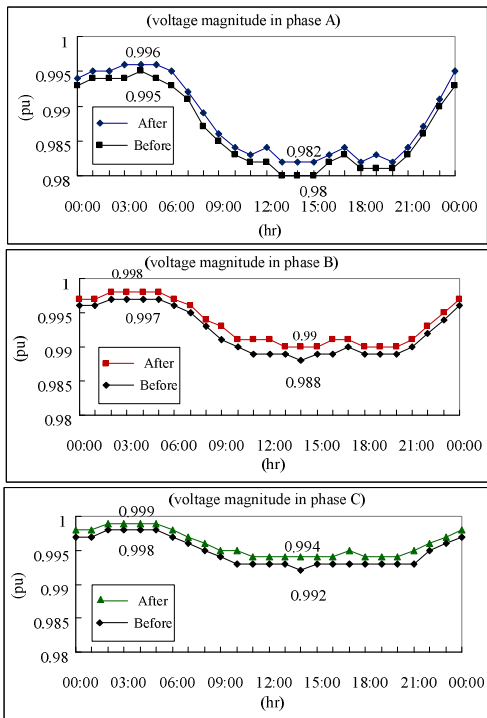 (voltage magnitude in phase A)
1
0.996
0.995
0.995
(pu)
0.99
After
0.985
Before
0.982
0.98
0.98
00:00 03:00 06:00 09:00 12:00 15:00 18:00 21:00 00:00
(hr)
(voltage magnitude in phase B)
1
0.998
0.995
0.997
(pu)
0.99
0.99
After
0.985
Before
0.988
0.98
00:00 03:00 06:00 09:00 12:00 15:00 18:00 21:00 00:00
(hr)
(voltage magnitude in phase C)
1
0.999
0.995
0.998
0.994
(pu)
0.99
0.992
After
0.985
Before
0.98
00:00 03:00 06:00 09:00 12:00 15:00 18:00 21:00 00:00
(hr)